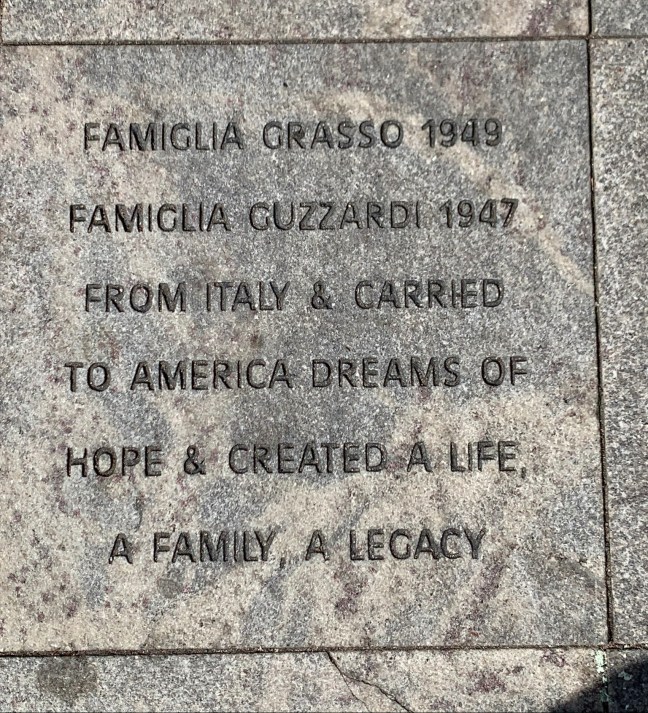 FAMIGLIA GRASSO 1949
FAMIGLIA GUZZARDI 1947
FROM ITALY & CARRIED
TO AMERICA DREAMS OF
HOPE & CREATED A LIFE,
A FAMILY, A LEGACY